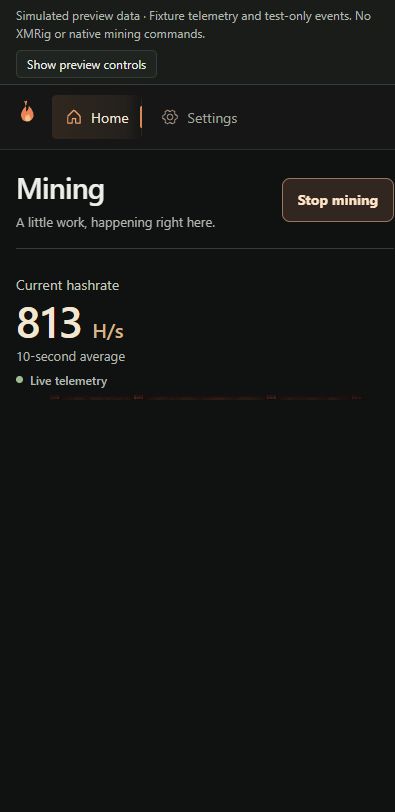 Simulated preview data · Fixture telemetry and test-only events. No
XMRig or native mining commands.
Show preview controls
Home
Settings
Mining
Stop mining
A little work, happening right here.
Current hashrate
813 H/s
10-second average
Live telemetry